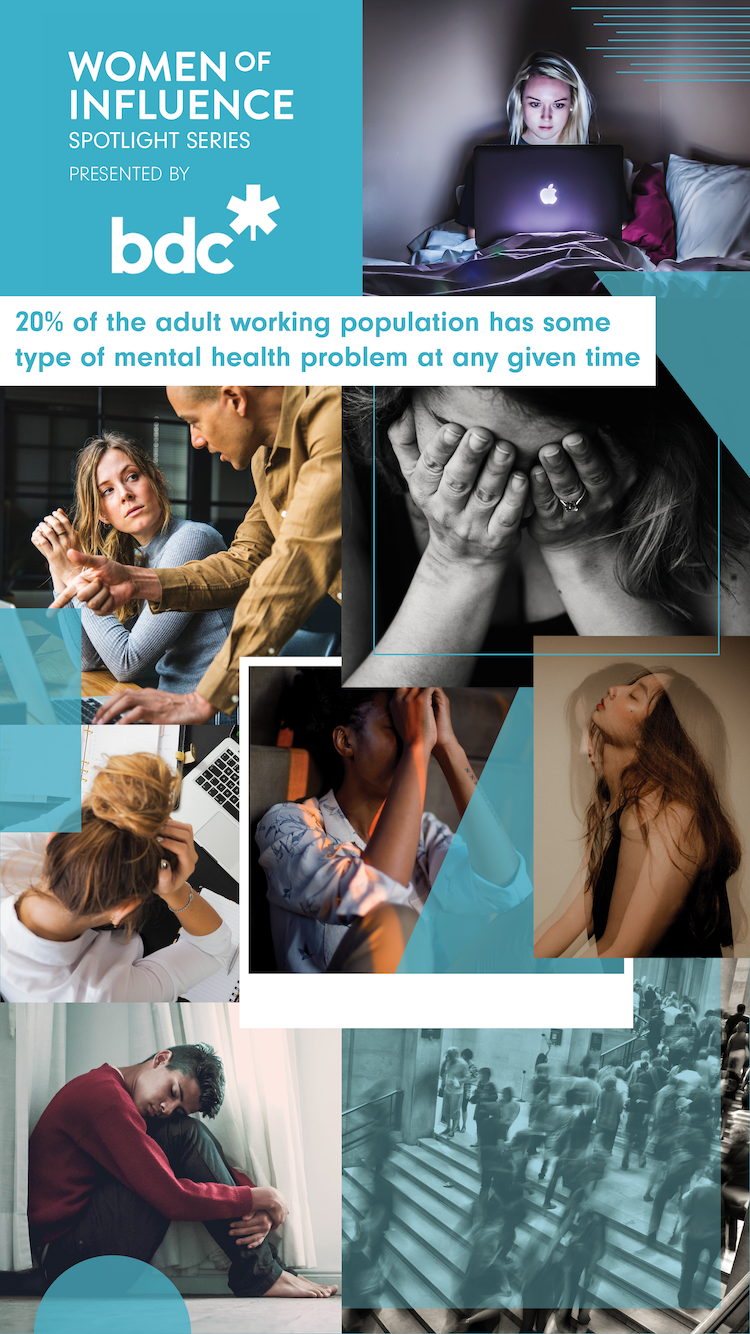 WOMEN OF
INFLUENCE
SPOTLIGHT SERIES
PRESENTED BY
bdc*
20% of the adult working population has some
type of mental health problem at any given time